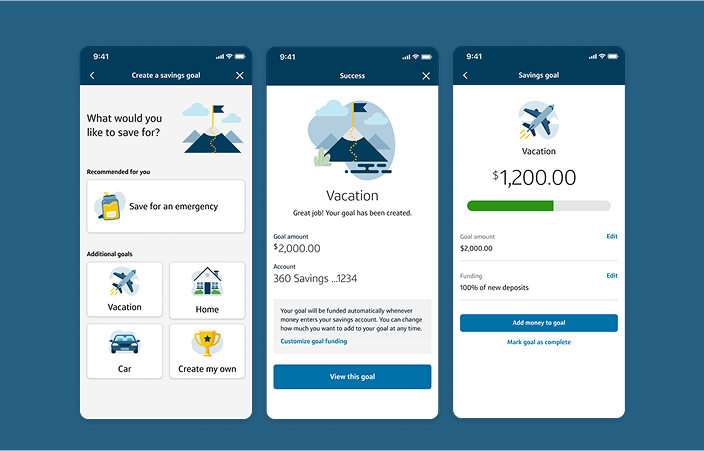 9:41
Create a savings goal
What would you
like to save for?
Recommended for you
Save for an emergency
Additional goals
Vacation
Home
Car
Create my own
9:41
Success
Vacation
Great job! Your goal has been created.
Goal amount
$2,000.00
Account
360 Savings ...1234
Your goal will be funded automatically whenever
money enters your savings account. You can change
how much you want to add to your goal at any time.
Customize goal funding
View this goal
9:41
Savings goal
Vacation
$1,200.00
Goal amount Edit
$2,000.00
Funding Edit
100% of new deposits
Add money to goal
Mark goal as complete